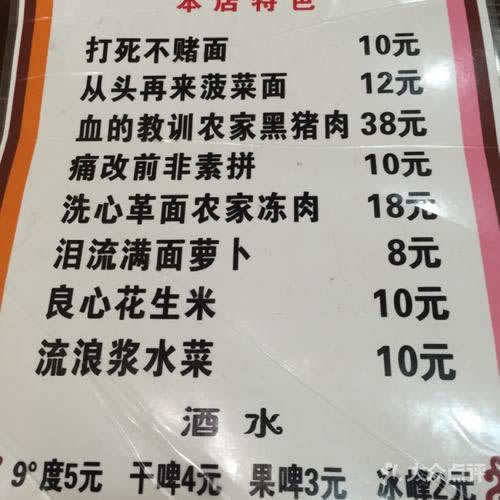 本店特色
打死不赌面 10元
从头再来菠菜面 12元
血的教训农家黑猪肉 38元
痛改前非素拼 10元
洗心革面农家冻肉 18元
泪流满面萝卜 8元
良心花生米 10元
流浪浆水菜 10元
酒水
9°度5元 干啤4元 果啤3元 冰峰2元
大众点评